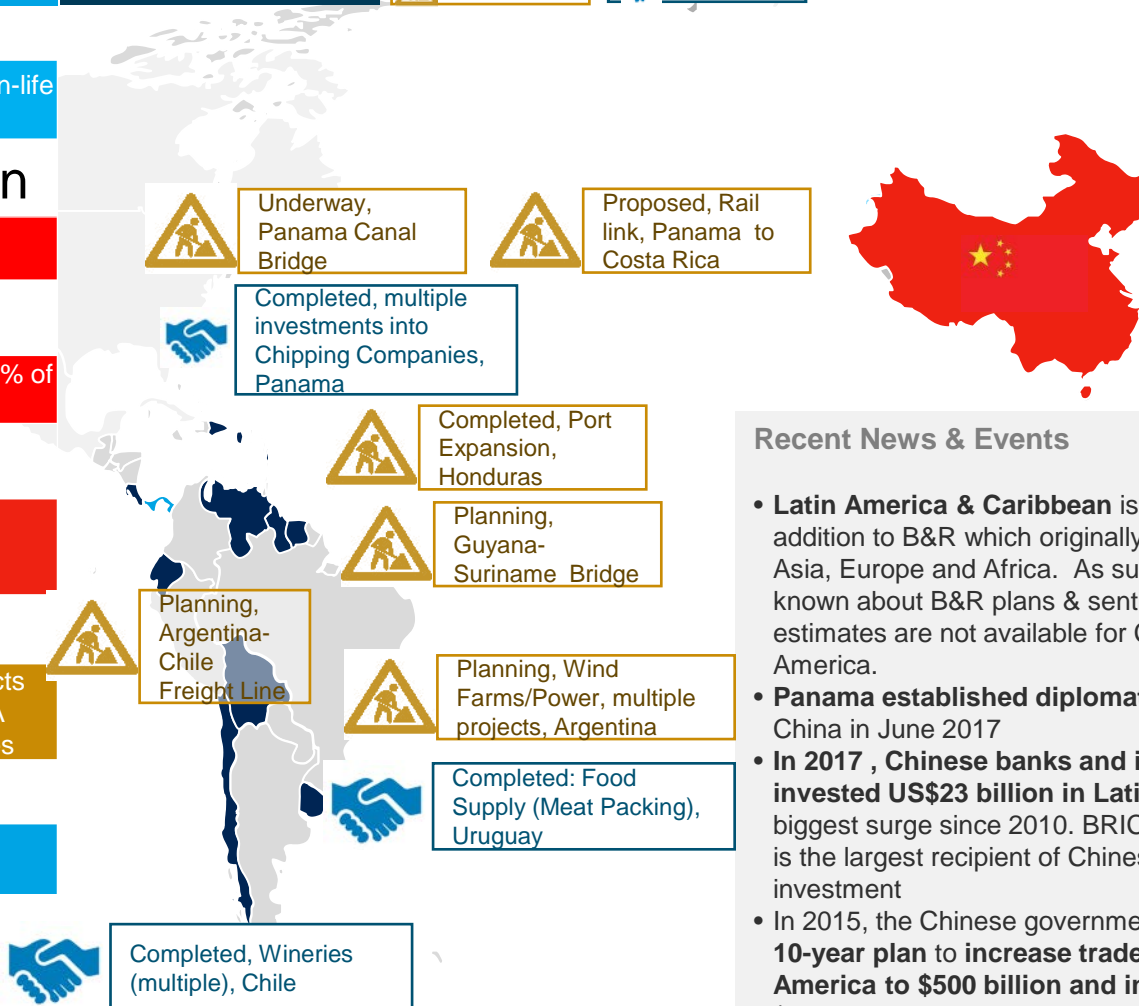 n-life
n
% of
cts
A
s
Underway,
Panama Canal
Bridge
Proposed, Rail
link, Panama to
Costa Rica
Completed, multiple
investments into
Chipping Companies,
Panama
Completed, Port
Expansion,
Honduras
Planning,
Guyana-
Suriname Bridge
Planning,
Argentina-
Chile
Freight Line
Planning, Wind
Farms/Power, multiple
projects, Argentina
Completed: Food
Supply (Meat Packing),
Uruguay
Completed, Wineries
(multiple), Chile
Recent News & Events
• Latin America & Caribbean is
addition to B&R which originally
Asia, Europe and Africa. As su
known about B&R plans & sent
estimates are not available for C
America.
• Panama established diplomat
China in June 2017
• In 2017 , Chinese banks and i
invested US$23 billion in Lati
biggest surge since 2010. BRIC
is the largest recipient of Chines
investment
• In 2015, the Chinese governme
10-year plan to increase trade
America to $500 billion and in